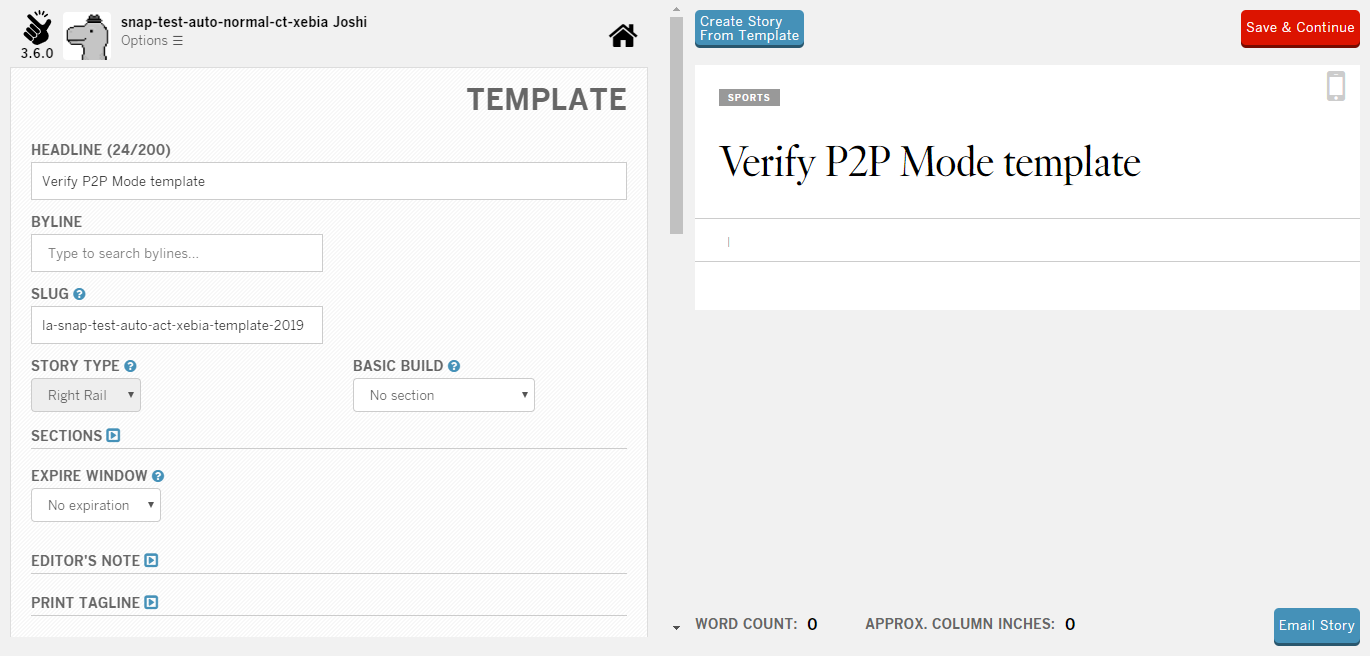 snap-test-auto-normal-ct-xebia Joshi
Options ☰
3.6.0
TEMPLATE
HEADLINE (24/200)
Verify P2P Mode template
BYLINE
Type to search bylines...
SLUG ?
la-snap-test-auto-act-xebia-template-2019
STORY TYPE ? BASIC BUILD ?
Right Rail No section
SECTIONS
EXPIRE WINDOW ?
No expiration
EDITOR'S NOTE
PRINT TAGLINE
Create Story
From Template
Save & Continue
SPORTS
Verify P2P Mode template
|
WORD COUNT: 0 APPROX. COLUMN INCHES: 0
Email Story